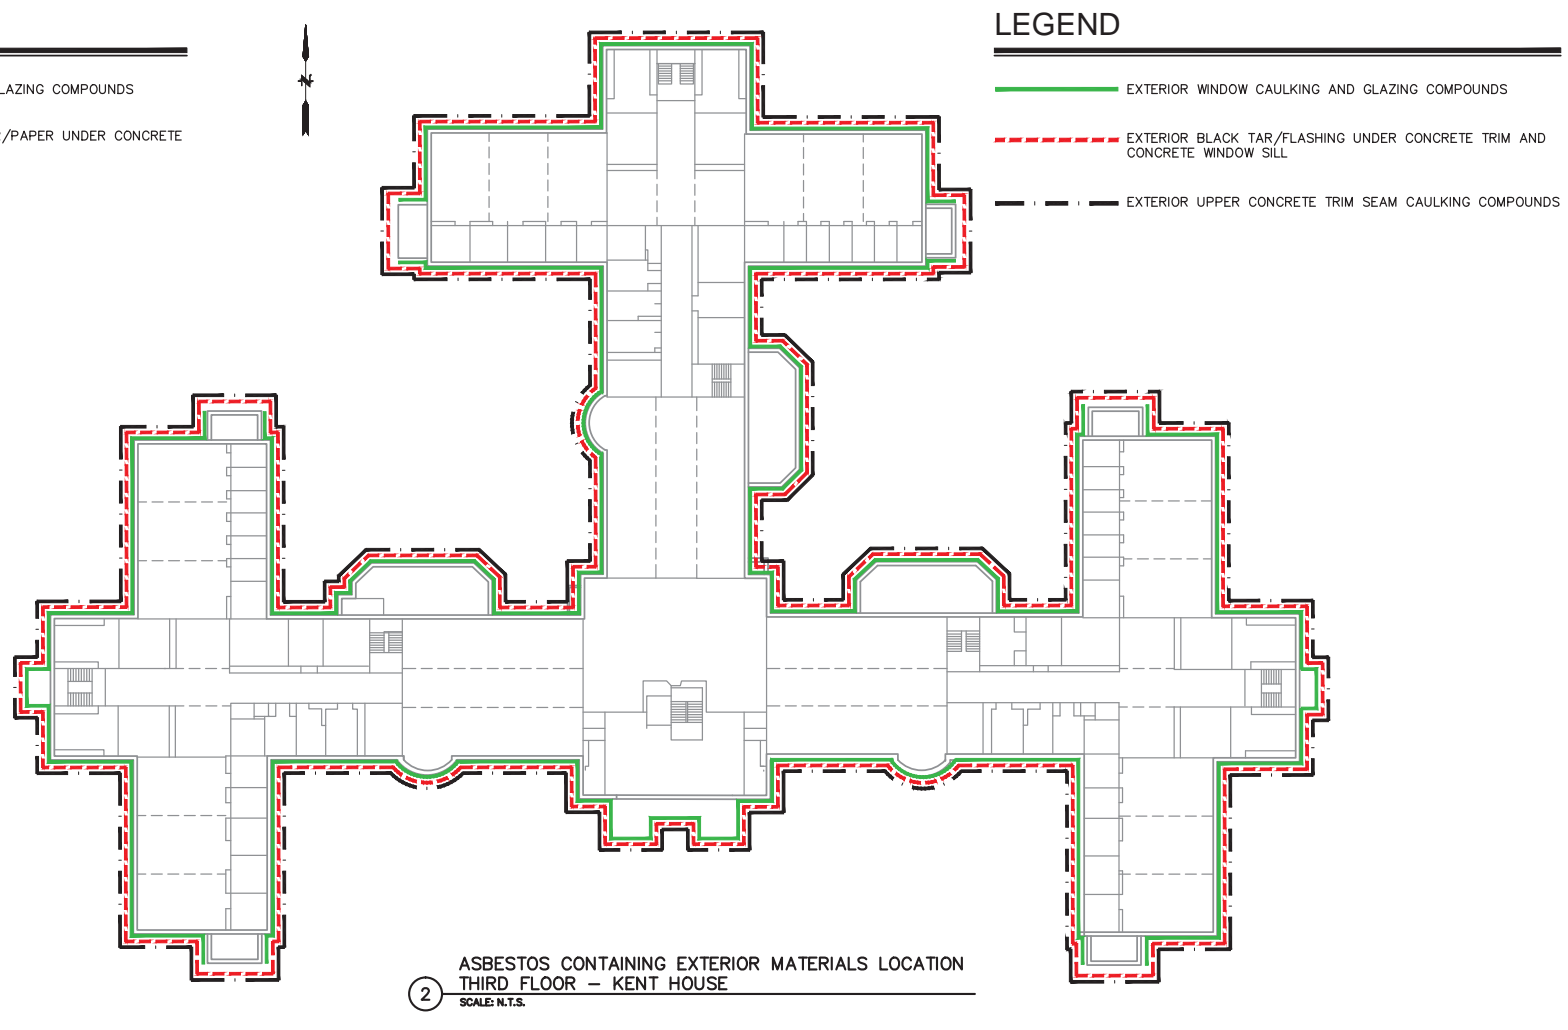 LEGEND
LAZING COMPOUNDS
/PAPER UNDER CONCRETE
N
EXTERIOR WINDOW CAULKING AND GLAZING COMPOUNDS
EXTERIOR BLACK TAR/FLASHING UNDER CONCRETE TRIM AND
CONCRETE WINDOW SILL
EXTERIOR UPPER CONCRETE TRIM SEAM CAULKING COMPOUNDS
2
ASBESTOS CONTAINING EXTERIOR MATERIALS LOCATION
THIRD FLOOR – KENT HOUSE
SCALE: N.T.S.